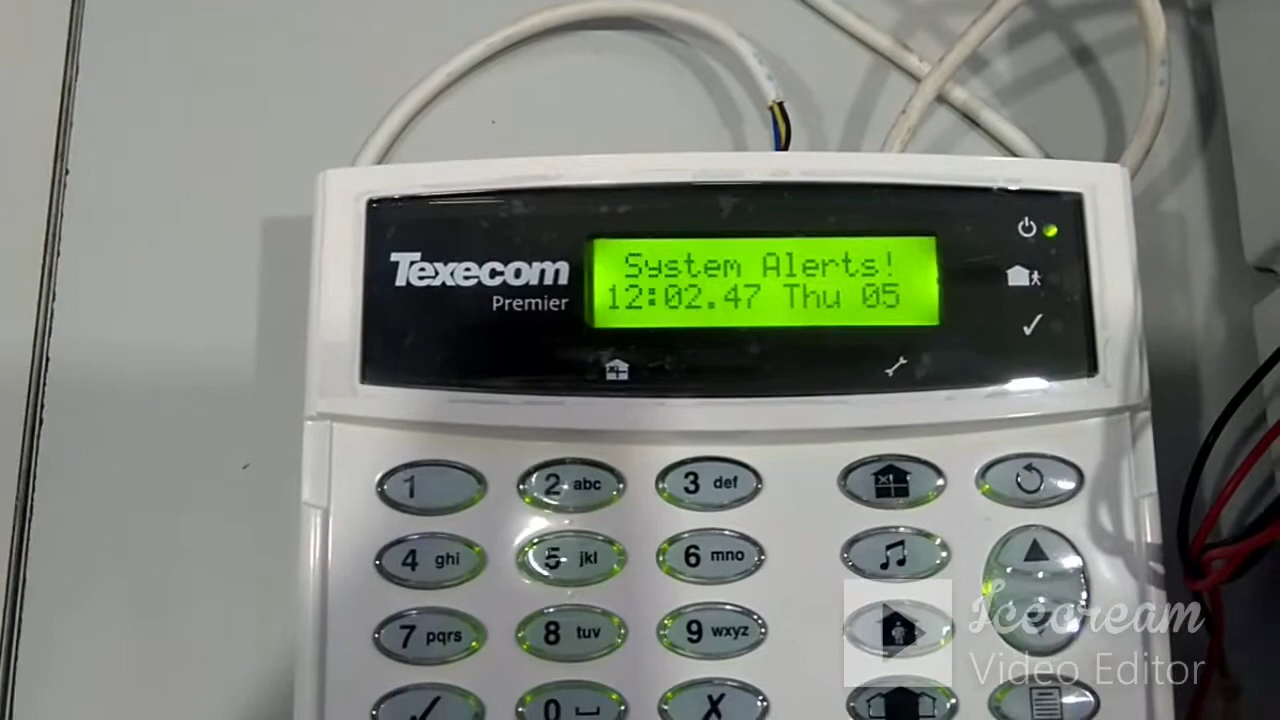 Texecom
Premier
System Alerts!
12:02.47 Thu 05
1
2 abc
3 def
4 ghi
5 jkl
6 mno
7 pqrs
8 tuv
9 wxyz
0
Icecream
Video Editor